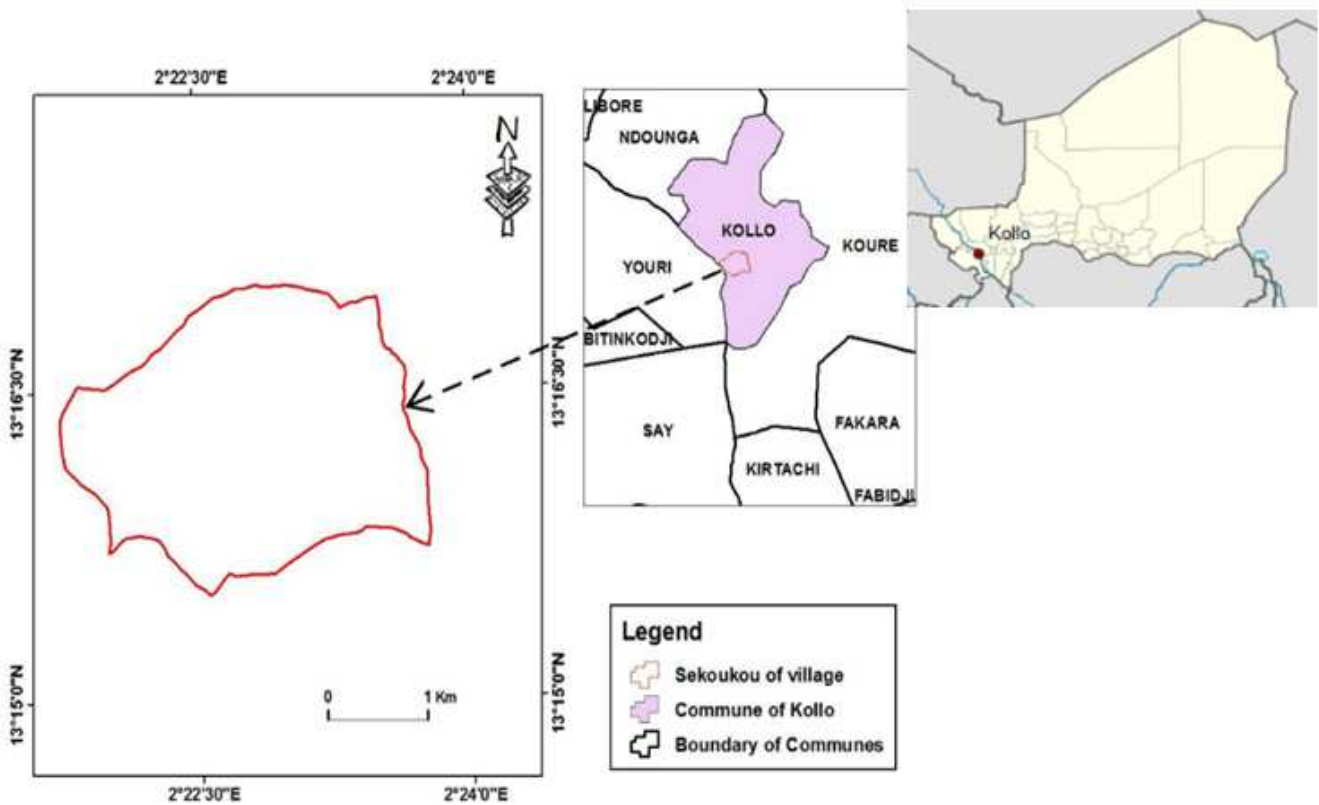 2°22'30"E
2°24'0"E
N
13°16'30"N
13°16'30"N
13°15'0"N
13°15'0"N
0 1 Km
2°22'30"E
2°24'0"E
LIBORE
NDOUNGA
KOLLO
KOURE
YOURI
BITINKODJI
SAY
FAKARA
KIRTACHI
FABIDJI
Kollo
Legend
Sekoukou of village
Commune of Kollo
Boundary of Communes